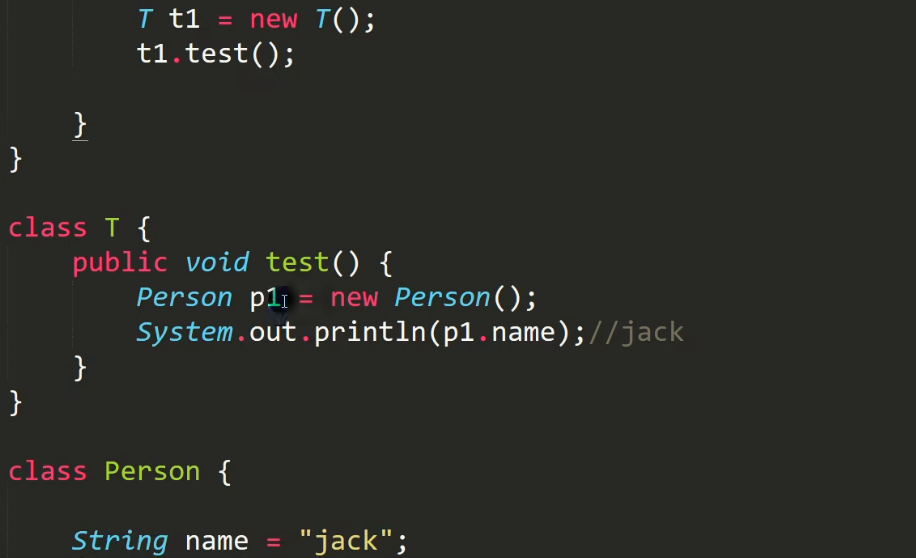 T t1 = new T();
t1.test();
}
}
class T {
public void test() {
Person p1 = new Person();
System.out.println(p1.name);//jack
}
}
class Person {
String name = "jack";